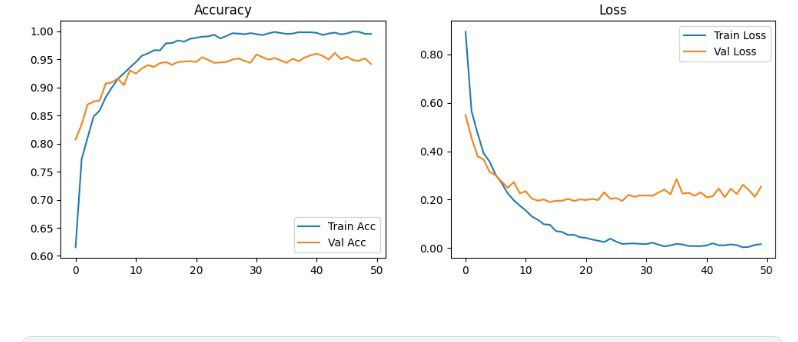 Accuracy
1.00
0.95
0.90
0.85
0.80
0.75
0.70
0.65
0.60
Train Acc
Val Acc
0 10 20 30 40 50
Loss
0.80
0.60
0.40
0.20
0.00
Train Loss
Val Loss
0 10 20 30 40 50